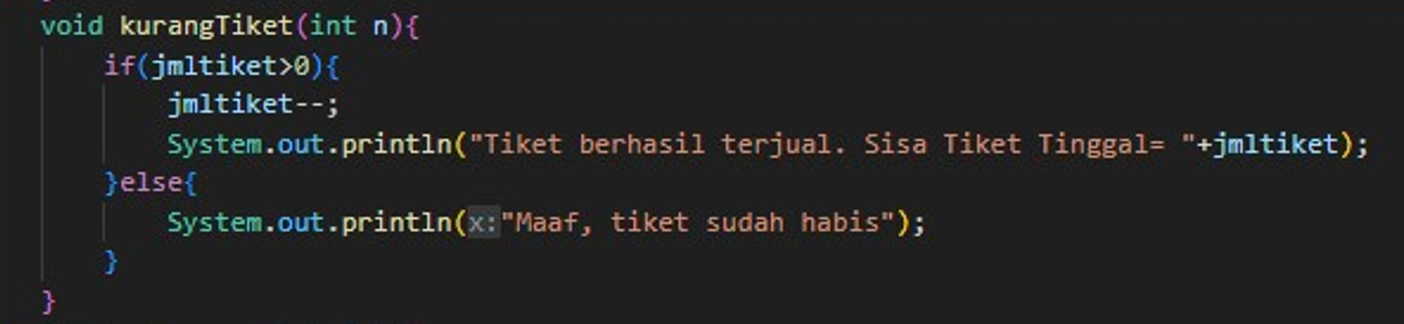 void kurangTiket(int n){
if(jmltiket>0){
jmltiket--;
System.out.println("Tiket berhasil terjual. Sisa Tiket Tinggal= "+jmltiket);
}else{
System.out.println(x:"Maaf, tiket sudah habis");
}
}